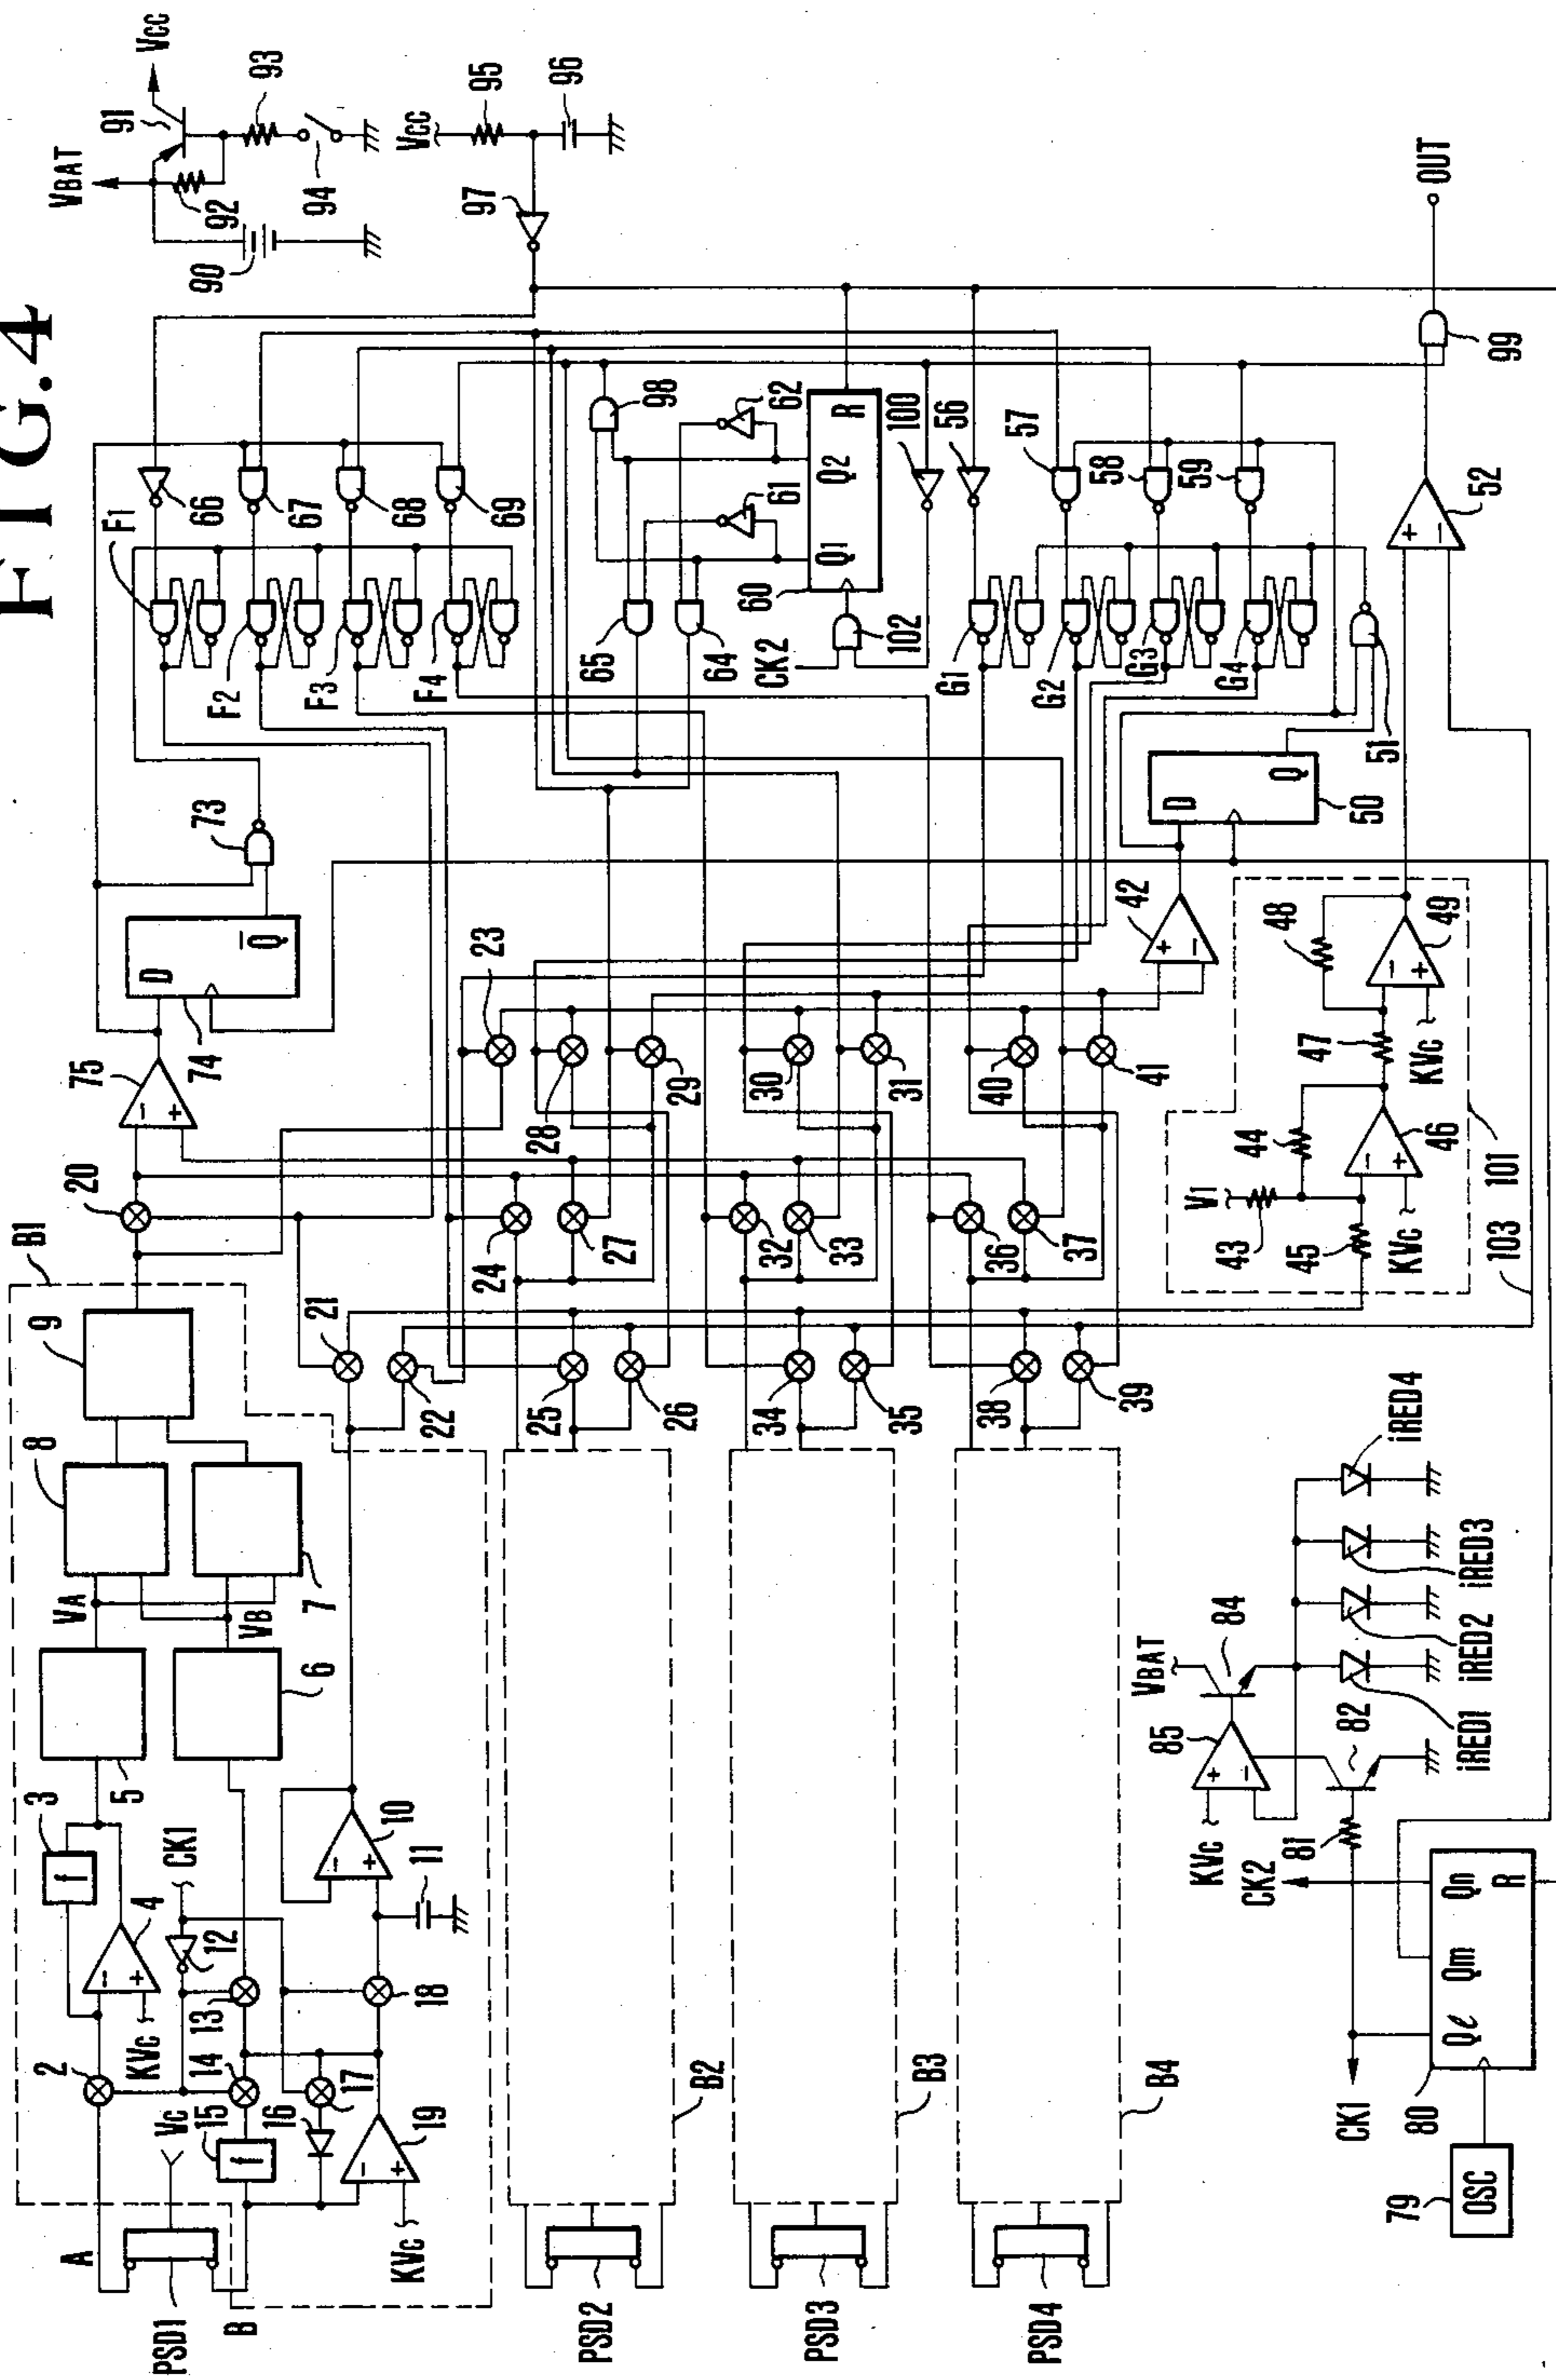 FIG.4
B1
A
PSD1
B
VC
2
KVC
3
f
4
5
VA
8
9
20
75
74
D
Q̄
73
F1
66
67
68
69
F2
F3
F4
VBAT
90
91
92
93
94
VCC
VCC
95
96
97
CK1
12
13
14
15
f
16
17
18
19
KVC
6
VB
7
10
11
21
22
23
24
25
26
27
28
29
30
31
32
33
34
35
36
37
38
39
40
41
42
PSD2
B2
PSD3
B3
PSD4
B4
65
64
98
61
62
60
Q1
Q2
R
CK2
102
100
56
57
58
59
G1
G2
G3
G4
51
50
D
Q
52
99
OUT
V1
43
44
45
46
KVC
47
48
49
KVC
101
103
79
OSC
80
Qℓ
Qm
Qn
R
CK1
CK2
81
82
KVC
85
84
VBAT
iRED1
iRED2
iRED3
iRED4